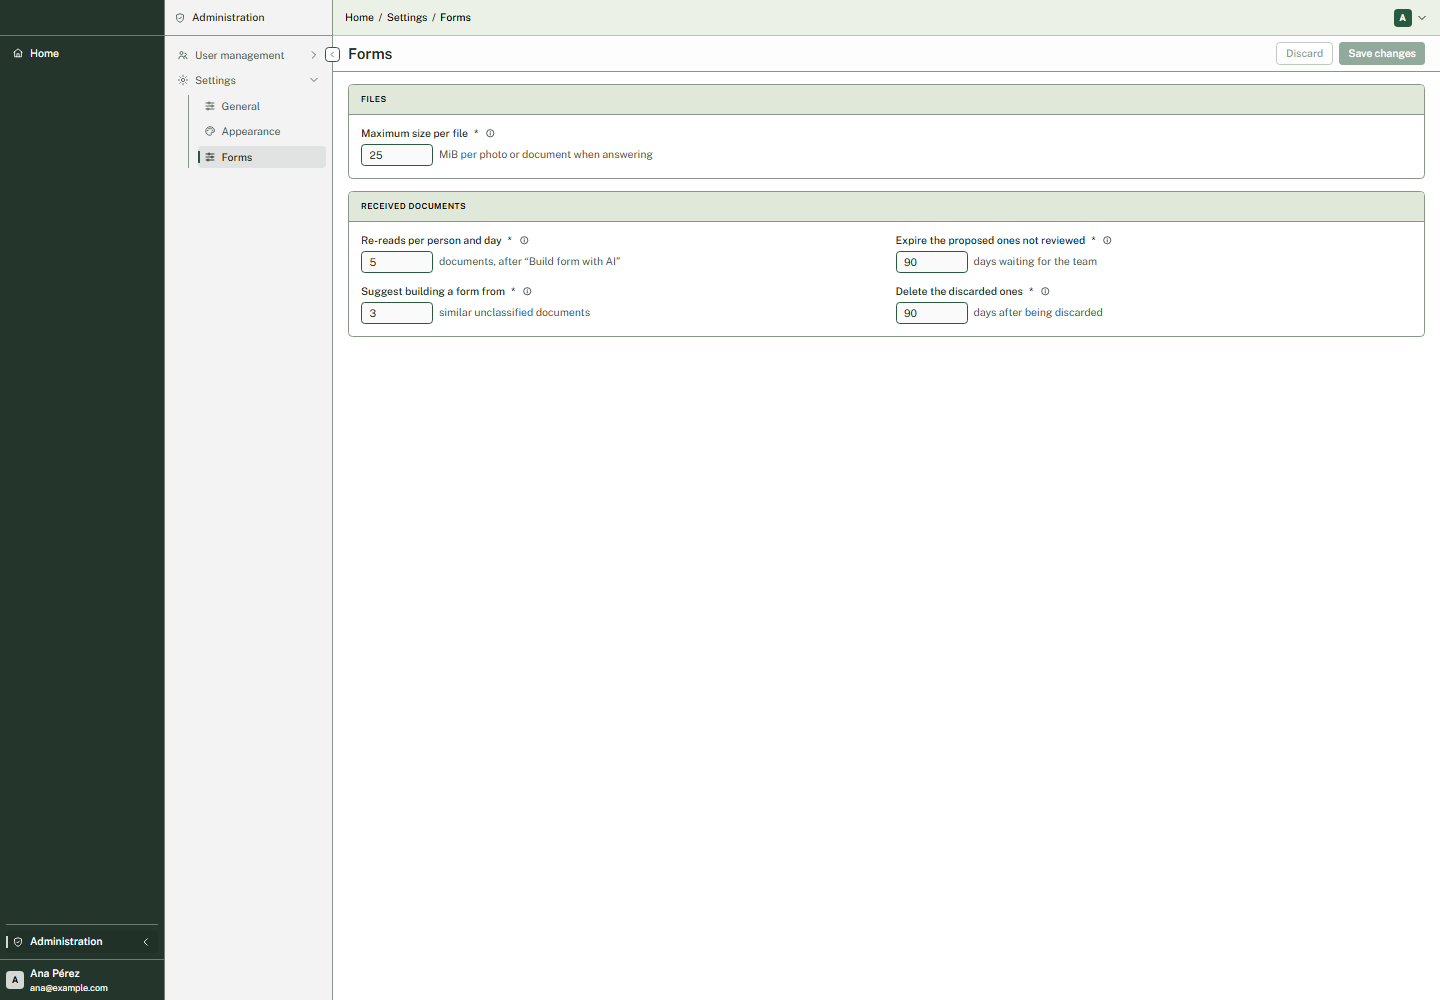 Administration
Home / Settings / Forms
A
Home
User management
Settings
General
Appearance
Forms
Forms
Discard
Save changes
FILES
Maximum size per file *
25 MiB per photo or document when answering
RECEIVED DOCUMENTS
Re-reads per person and day *
5 documents, after “Build form with AI”
Expire the proposed ones not reviewed *
90 days waiting for the team
Suggest building a form from *
3 similar unclassified documents
Delete the discarded ones *
90 days after being discarded
Administration
A
Ana Pérez
ana@example.com